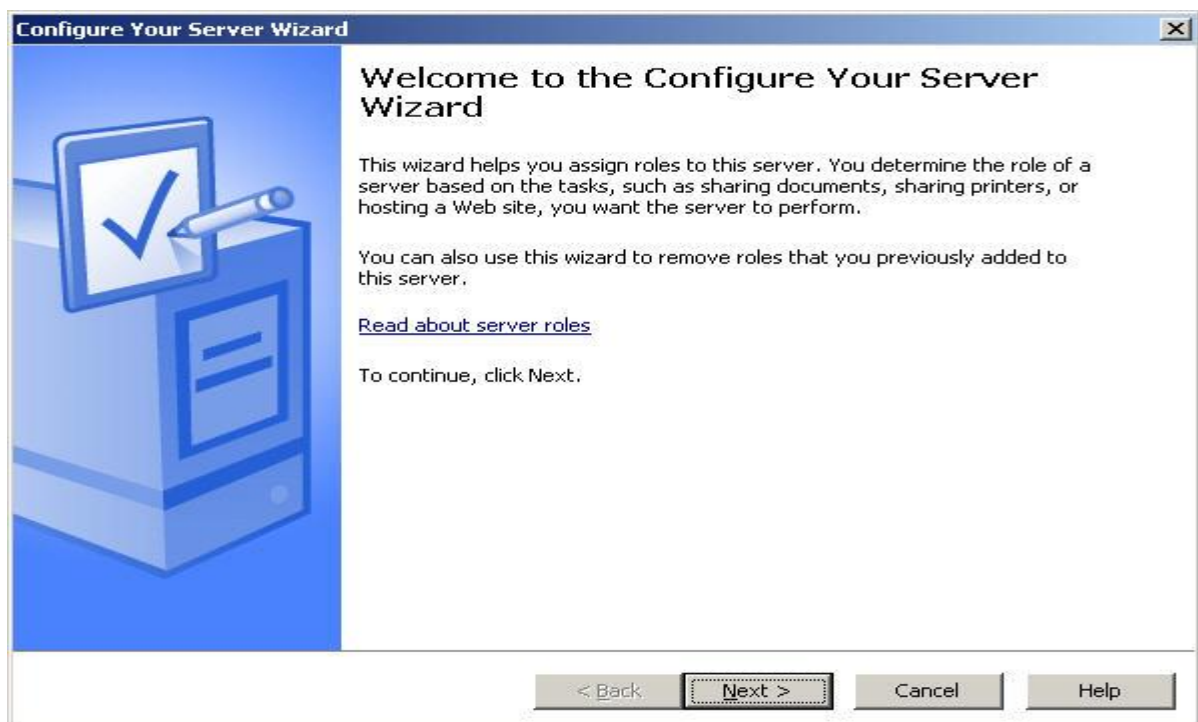 Configure Your Server Wizard
Welcome to the Configure Your Server
Wizard
This wizard helps you assign roles to this server. You determine the role of a
server based on the tasks, such as sharing documents, sharing printers, or
hosting a Web site, you want the server to perform.
You can also use this wizard to remove roles that you previously added to
this server.
Read about server roles
To continue, click Next.
< Back Next > Cancel Help